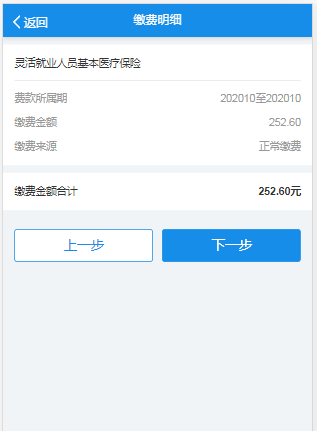 返回
缴费明细
灵活就业人员基本医疗保险
费款所属期 202010至202010
缴费金额 252.60
缴费来源 正常缴费
缴费金额合计 252.60元
上一步 下一步